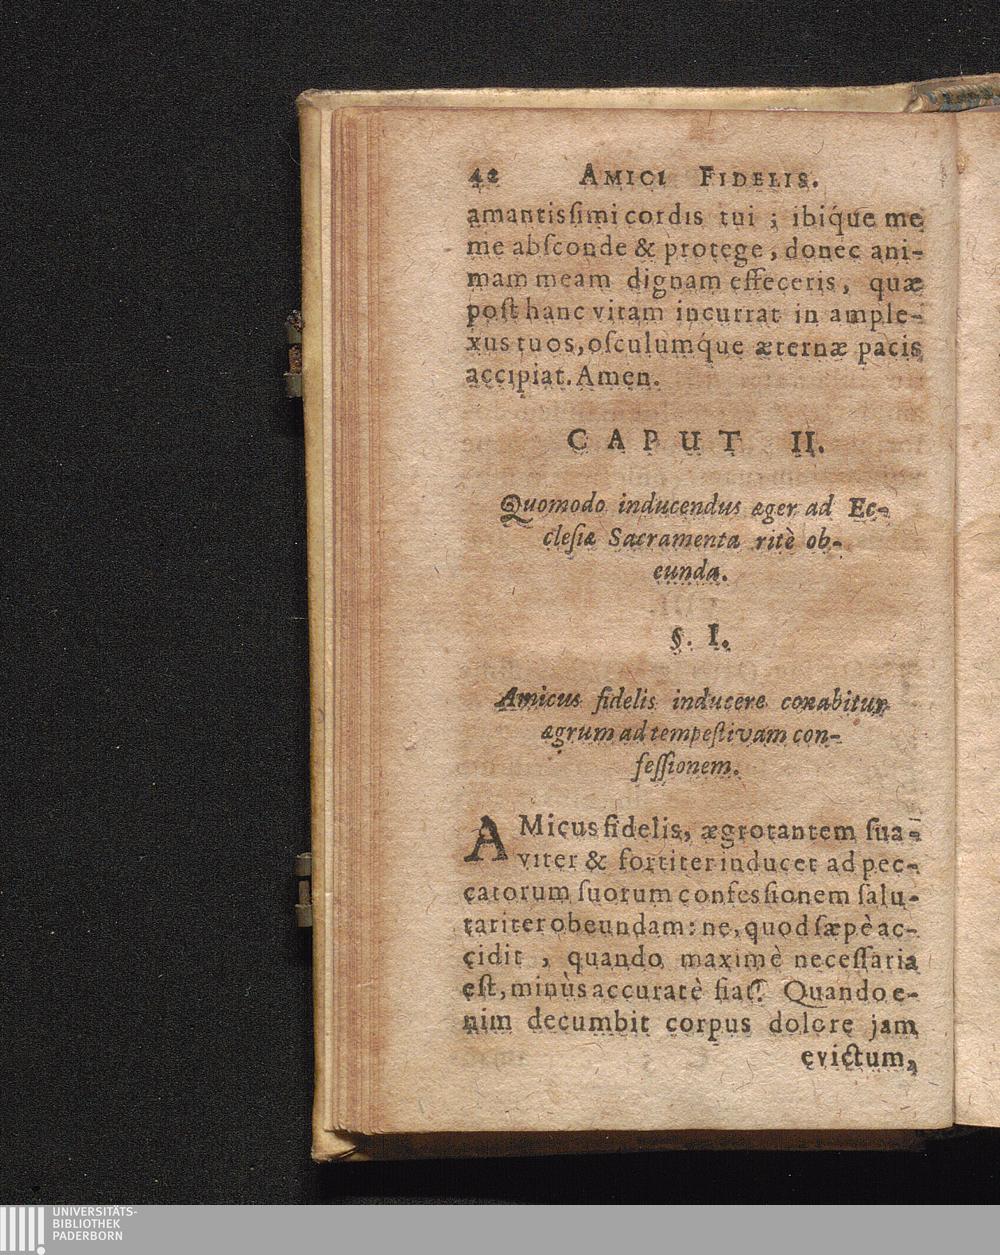 42 AMICI FIDELIS.
amantissimi cordis tui ; ibíque me
me absconde & protege, donec ani-
mam meam dignam effeceris, quæ
post hanc vitam incurrat in ample-
xus tuos, osculumq́ue æternæ pacis
accipiat. Amen.
CAPUT II.
Quomodo inducendus æger ad Ec-
clesiæ Sacramenta ritè ob-
eunda.
§. I.
Amicus fidelis inducere conabitur
ægrum ad tempestivam con-
fessionem.
AMicus fidelis, ægrotantem sua-
viter & fortiter inducet ad pec-
catorum suorum confessionem salu-
tariter obeundam: ne, quod sæpè ac-
cidit , quando maximè necessaria
est, minùs accuratè fiat. Quando e-
nim decumbit corpus dolore jam
evictum,
UNIVERSITÄTS-
BIBLIOTHEK
PADERBORN